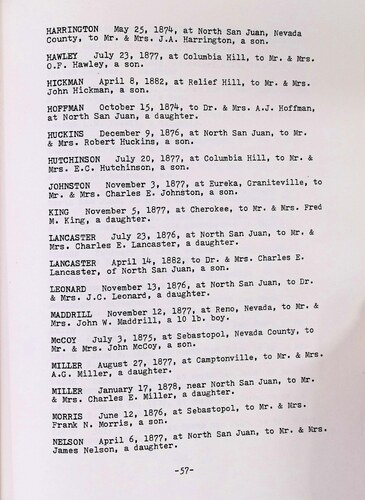 HARRINGTON May 25, 1874, at North San Juan, Nevada
County, to Mr. & Mrs. J.A. Harrington, a son.
HAWLEY July 23, 1877, at Columbia Hill, to Mr. & Mrs.
O.F. Hawley, a son.
HICKMAN April 8, 1882, at Relief Hill, to Mr. & Mrs.
John Hickman, a son.
HOFFMAN October 15, 1874, to Dr. & Mrs. A.J. Hoffman,
at North San Juan, a daughter.
HUCKINS December 9, 1876, at North San Juan, to Mr.
& Mrs. Robert Huckins, a son.
HUTCHINSON July 20, 1877, at Columbia Hill, to Mr. &
Mrs. E.C. Hutchinson, a son.
JOHNSTON November 3, 1877, at Eureka, Graniteville, to
Mr. & Mrs. Charles E. Johnston, a son.
KING November 5, 1877, at Cherokee, to Mr. & Mrs. Fred
M. King, a daughter.
LANCASTER July 23, 1876, at North San Juan, to Mr. &
Mrs. Charles E. Lancaster, a daughter.
LANCASTER April 14, 1882, to Dr. & Mrs. Charles E.
Lancaster, of North San Juan, a son.
LEONARD November 13, 1876, at North San Juan, to Dr.
& Mrs. J.C. Leonard, a daughter.
MADDRILL November 12, 1877, at Reno, Nevada, to Mr. &
Mrs. John W. Maddrill, a 10 lb. boy.
McCOY July 3, 1875, at Sebastopol, Nevada County, to
Mr. & Mrs. John McCoy, a son.
MILLER August 27, 1877, at Camptonville, to Mr. & Mrs.
A.G. Miller, a daughter.
MILLER January 17, 1878, near North San Juan, to Mr.
& Mrs. Charles E. Miller, a daughter.
MORRIS June 12, 1876, at Sebastopol, to Mr. & Mrs.
Frank N. Morris, a son.
NELSON April 6, 1877, at North San Juan, to Mr. & Mrs.
James Nelson, a daughter.
-57-